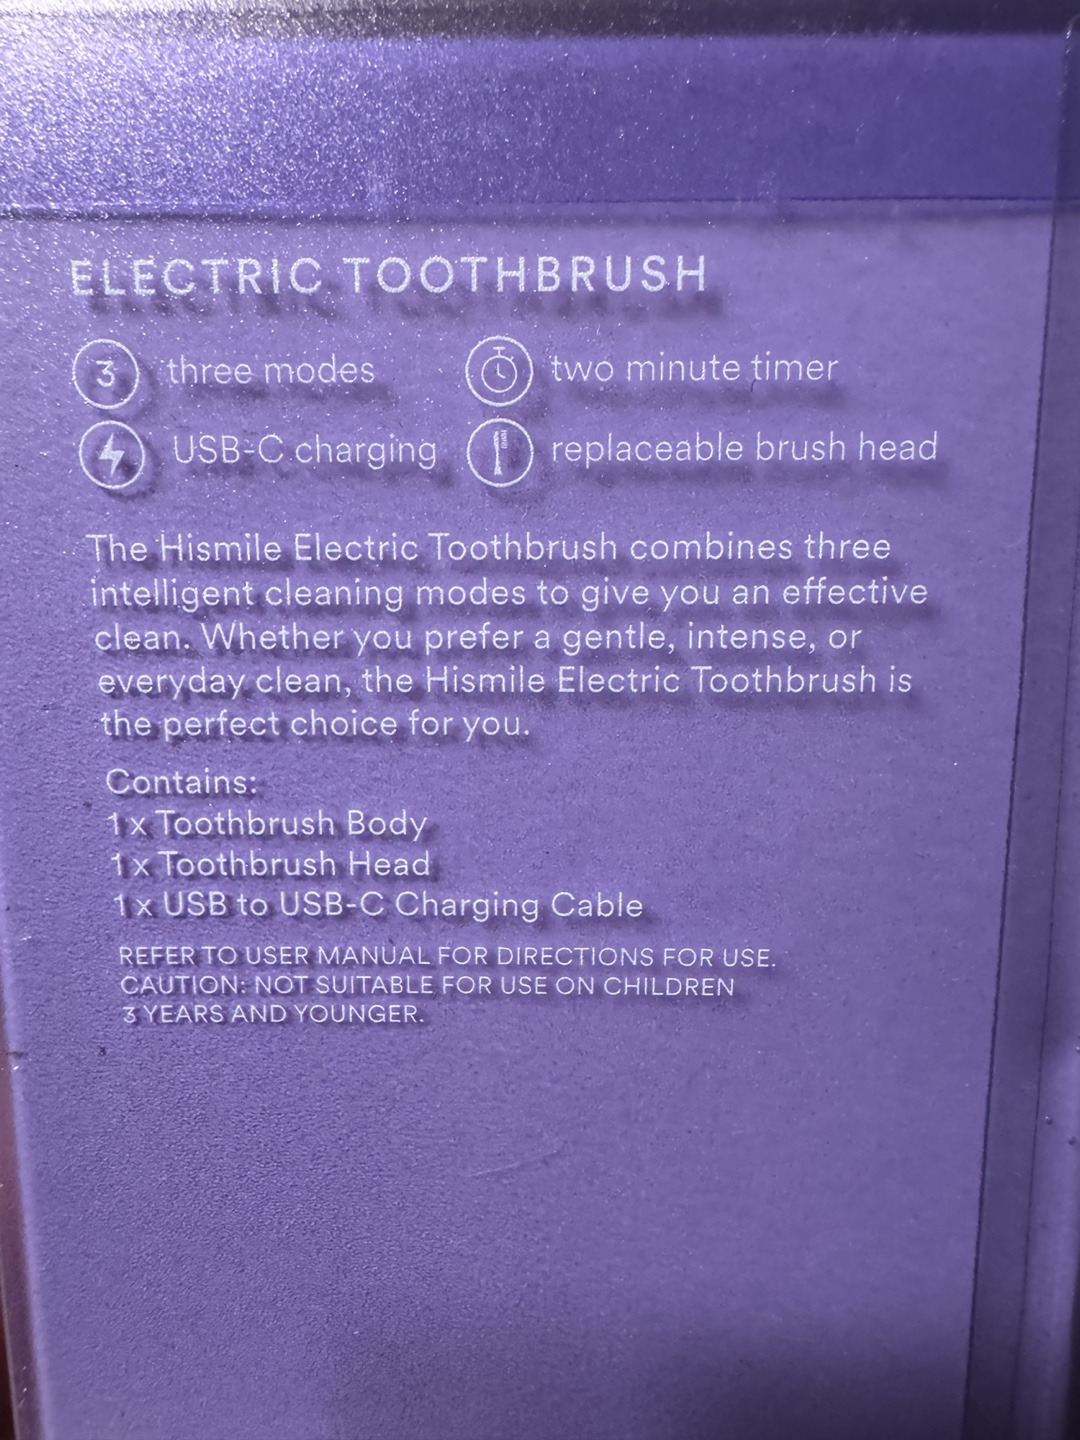 ELECTRIC TOOTHBRUSH
3 three modes
two minute timer
USB-C charging
replaceable brush head
The Hismile Electric Toothbrush combines three
intelligent cleaning modes to give you an effective
clean. Whether you prefer a gentle, intense, or
everyday clean, the Hismile Electric Toothbrush is
the perfect choice for you.
Contains:
1 x Toothbrush Body
1 x Toothbrush Head
1 x USB to USB-C Charging Cable
REFER TO USER MANUAL FOR DIRECTIONS FOR USE.
CAUTION: NOT SUITABLE FOR USE ON CHILDREN
3 YEARS AND YOUNGER.